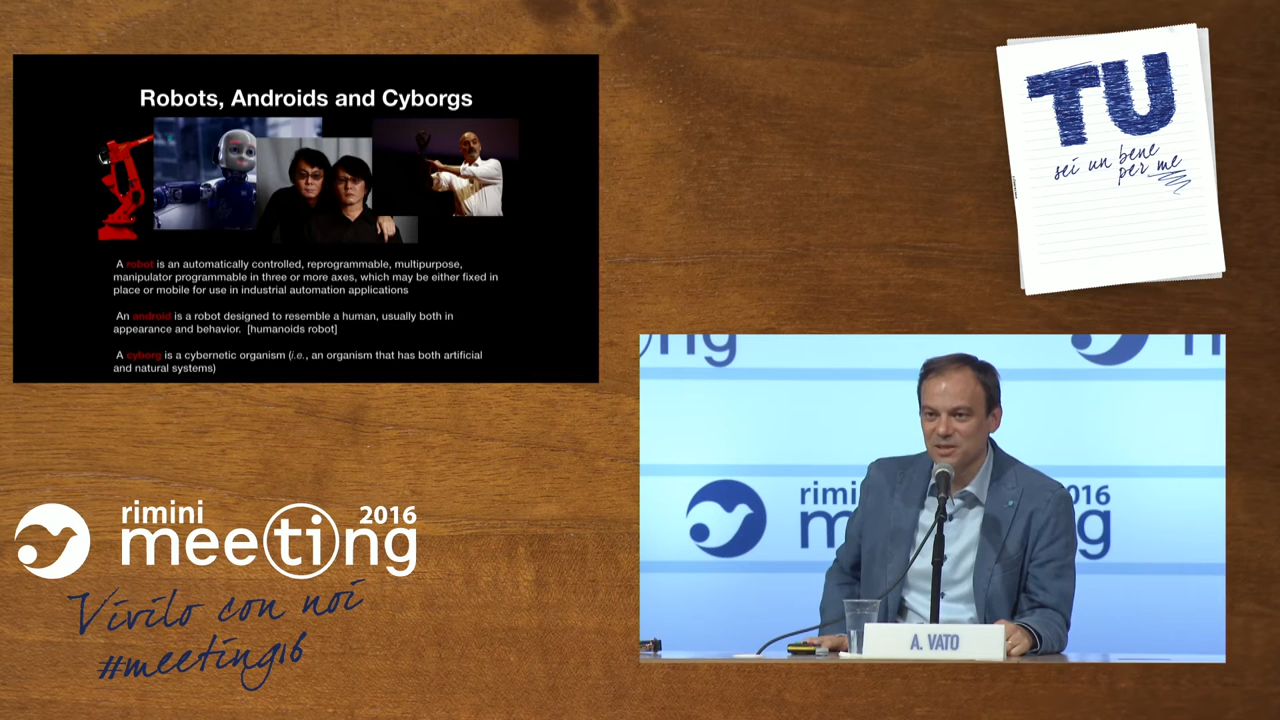 Robots, Androids and Cyborgs
A robot is an automatically controlled, reprogrammable, multipurpose,
manipulator programmable in three or more axes, which may be either fixed in
place or mobile for use in industrial automation applications
An android is a robot designed to resemble a human, usually both in
appearance and behavior. [humanoids robot]
A cyborg is a cybernetic organism (i.e., an organism that has both artificial
and natural systems)
TU
sei un bene
per me
ng
rimi 016
m ng
A. VATO
rimini 2016
meeting
Vivilo con noi
#meeting16